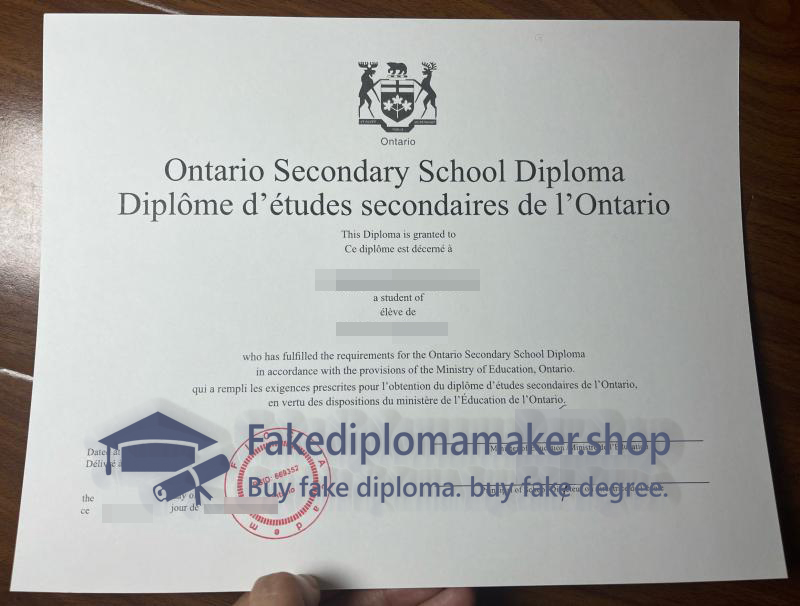 Ontario
Ontario Secondary School Diploma
Diplôme d'études secondaires de l'Ontario
This Diploma is granted to
Ce diplôme est décerné à
a student of
élève de
who has fulfilled the requirements for the Ontario Secondary School Diploma
in accordance with the provisions of the Ministry of Education, Ontario.
qui a rempli les exigences prescrites pour l'obtention du diplôme d'études secondaires de l'Ontario,
en vertu des dispositions du ministère de l'Éducation de l'Ontario.
Dated at
Délivré à
Fakediplomamaker.shop
Buy fake diploma. buy fake degree.
the
ce
jour de
669352